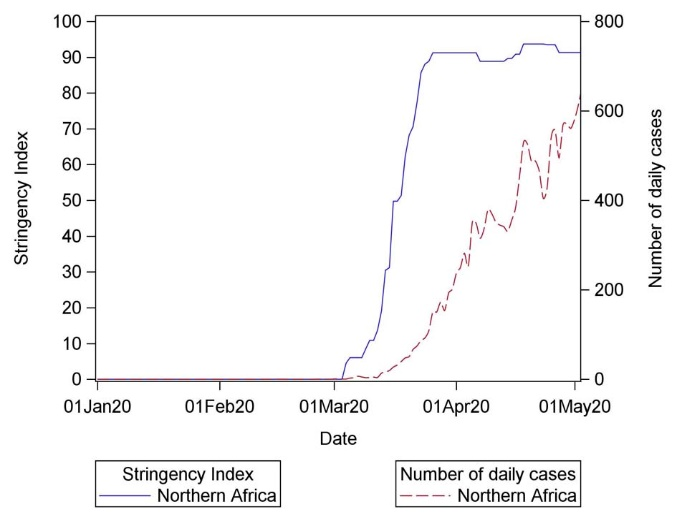 100
90
80
70
60
50
40
30
20
10
0
Stringency Index
800
600
400
200
0
Number of daily cases
01Jan20 01Feb20 01Mar20 01Apr20 01May20
Date
Stringency Index
Northern Africa
Number of daily cases
Northern Africa